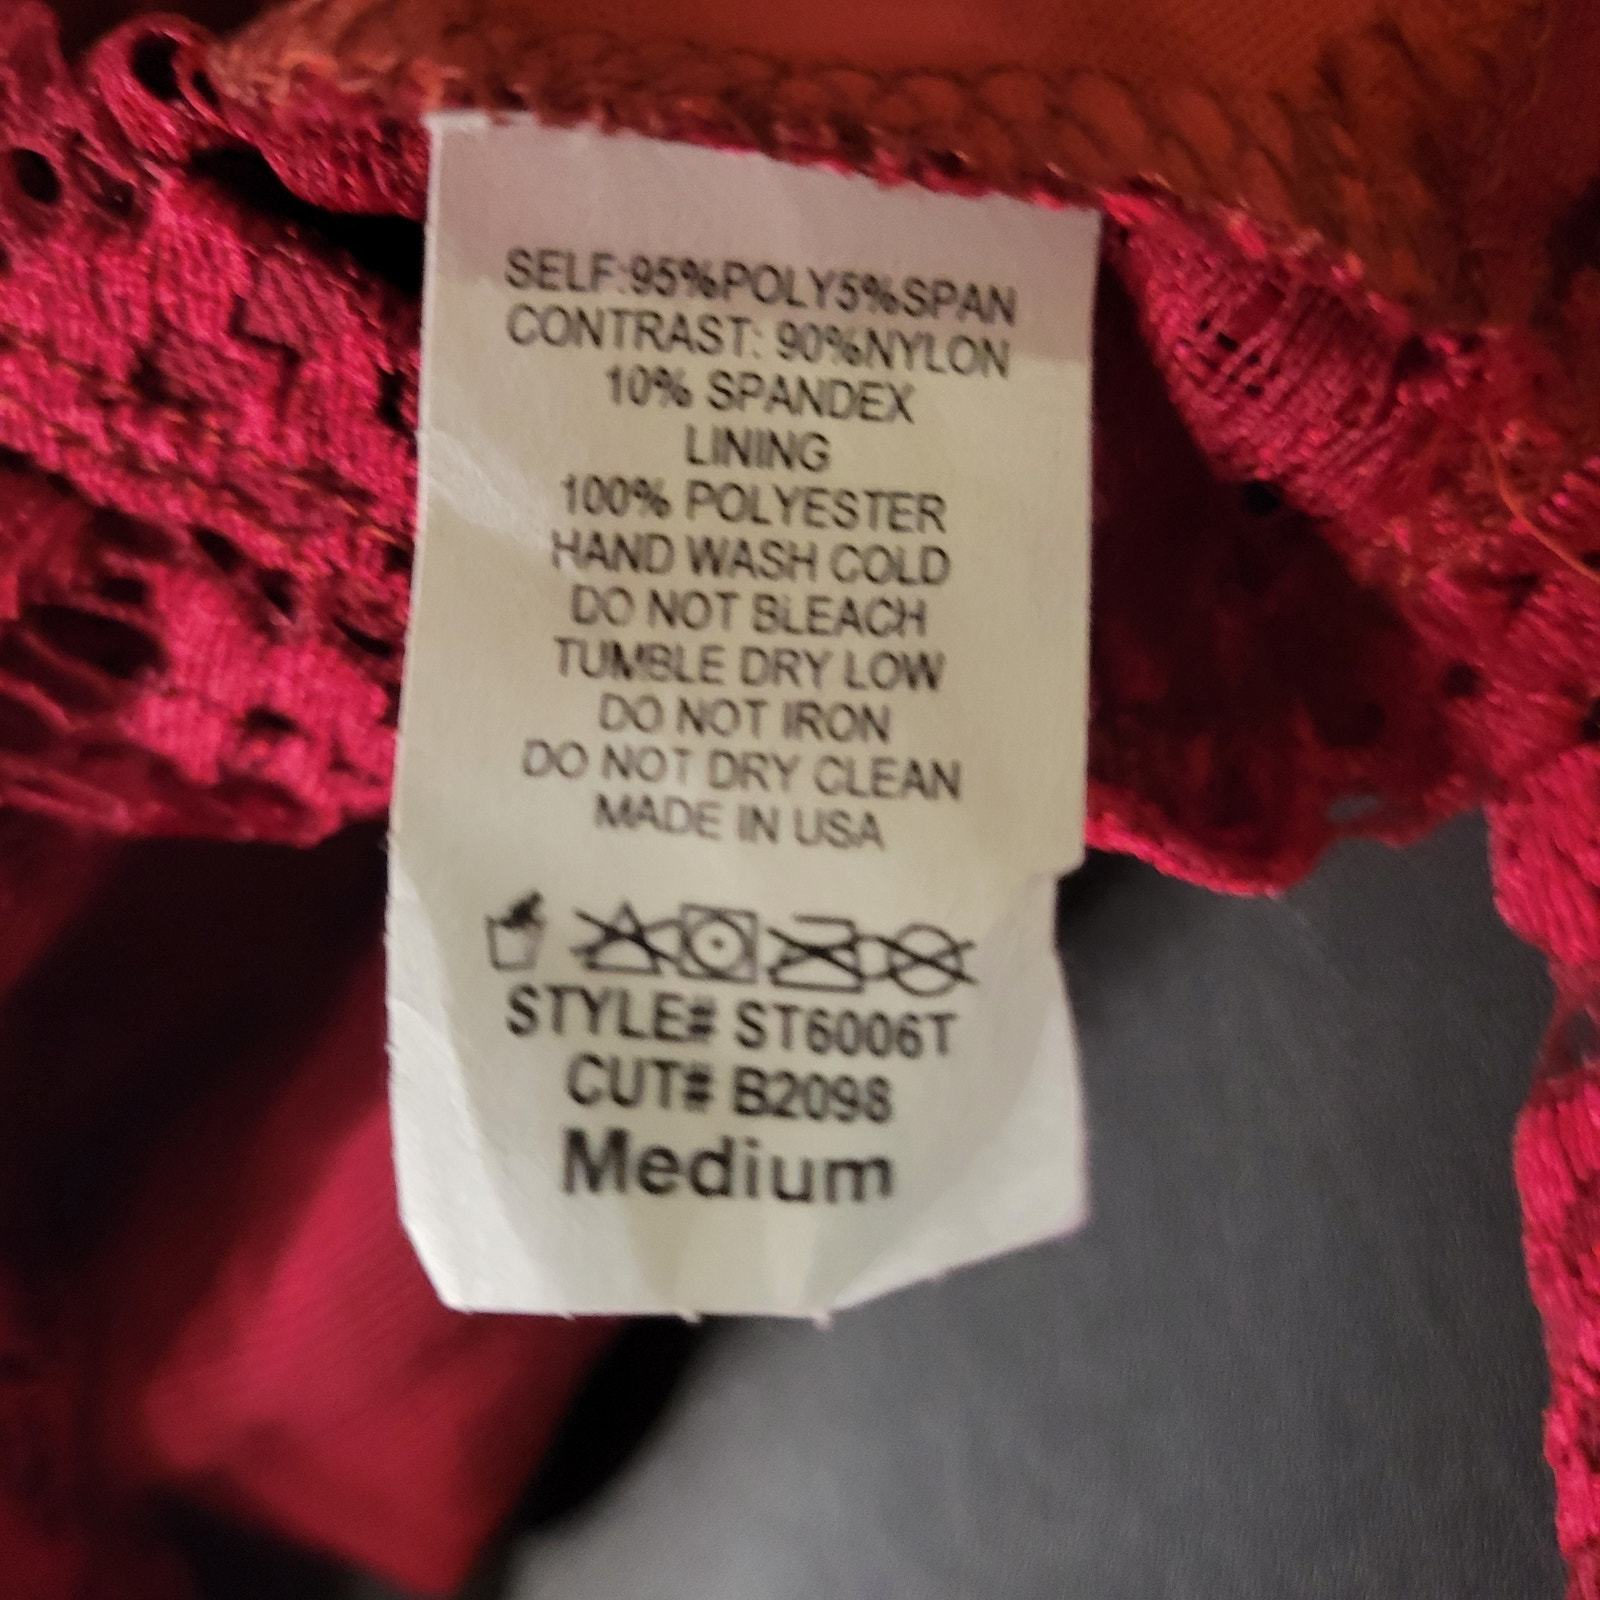 SELF:95%POLY5%SPAN
CONTRAST: 90%NYLON
10% SPANDEX
LINING
100% POLYESTER
HAND WASH COLD
DO NOT BLEACH
TUMBLE DRY LOW
DO NOT IRON
DO NOT DRY CLEAN
MADE IN USA
STYLE# ST6006T
CUT# B2098
Medium